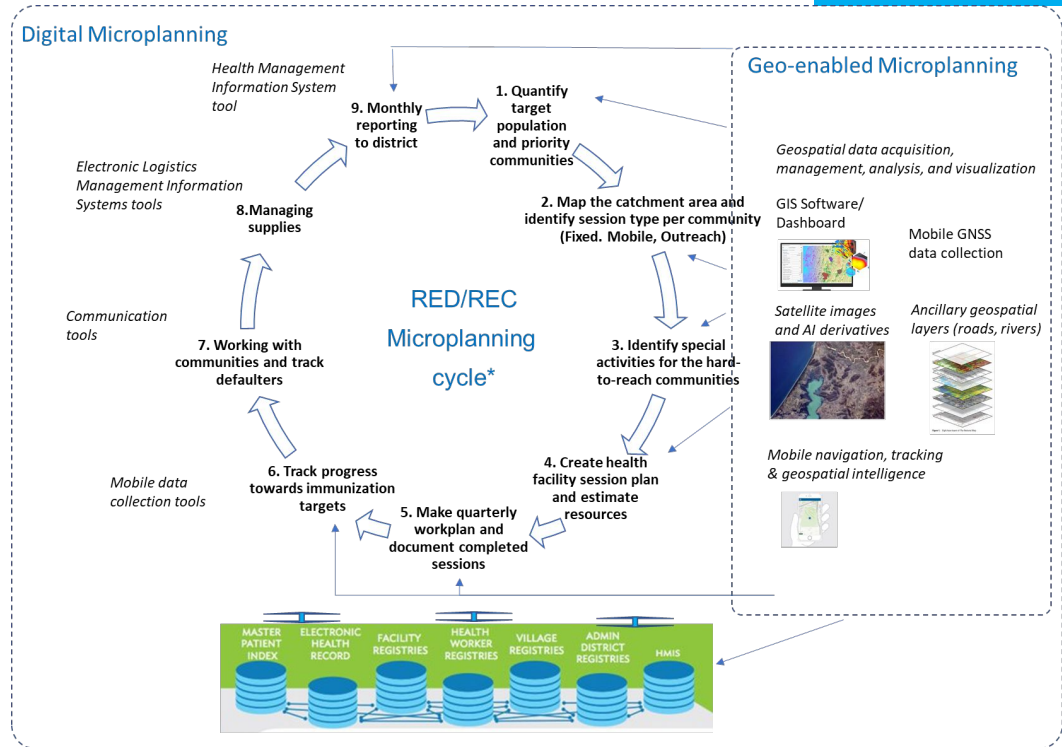 Digital Microplanning
Geo-enabled Microplanning
Health Management
Information System
tool
9. Monthly
reporting
to district
1. Quantify
target
population
and priority
communities
Geospatial data acquisition,
management, analysis, and visualization
Electronic Logistics
Management Information
Systems tools
8.Managing
supplies
2. Map the catchment area and
identify session type per community
(Fixed. Mobile, Outreach)
GIS Software/
Dashboard
Mobile GNSS
data collection
RED/REC
Microplanning
cycle*
Communication
tools
7. Working with
communities and track
defaulters
3. Identify special
activities for the hard-
to-reach communities
Satellite images
and AI derivatives
Ancillary geospatial
layers (roads, rivers)
Mobile data
collection tools
6. Track progress
towards immunization
targets
5. Make quarterly
workplan and
document completed
sessions
4. Create health
facility session plan
and estimate
resources
Mobile navigation, tracking
& geospatial intelligence
MASTER
PATIENT
INDEX
ELECTRONIC
HEALTH
RECORD
FACILITY
REGISTRIES
HEALTH
WORKER
REGISTRIES
VILLAGE
REGISTRIES
ADMIN
DISTRICT
REGISTRIES
HMIS